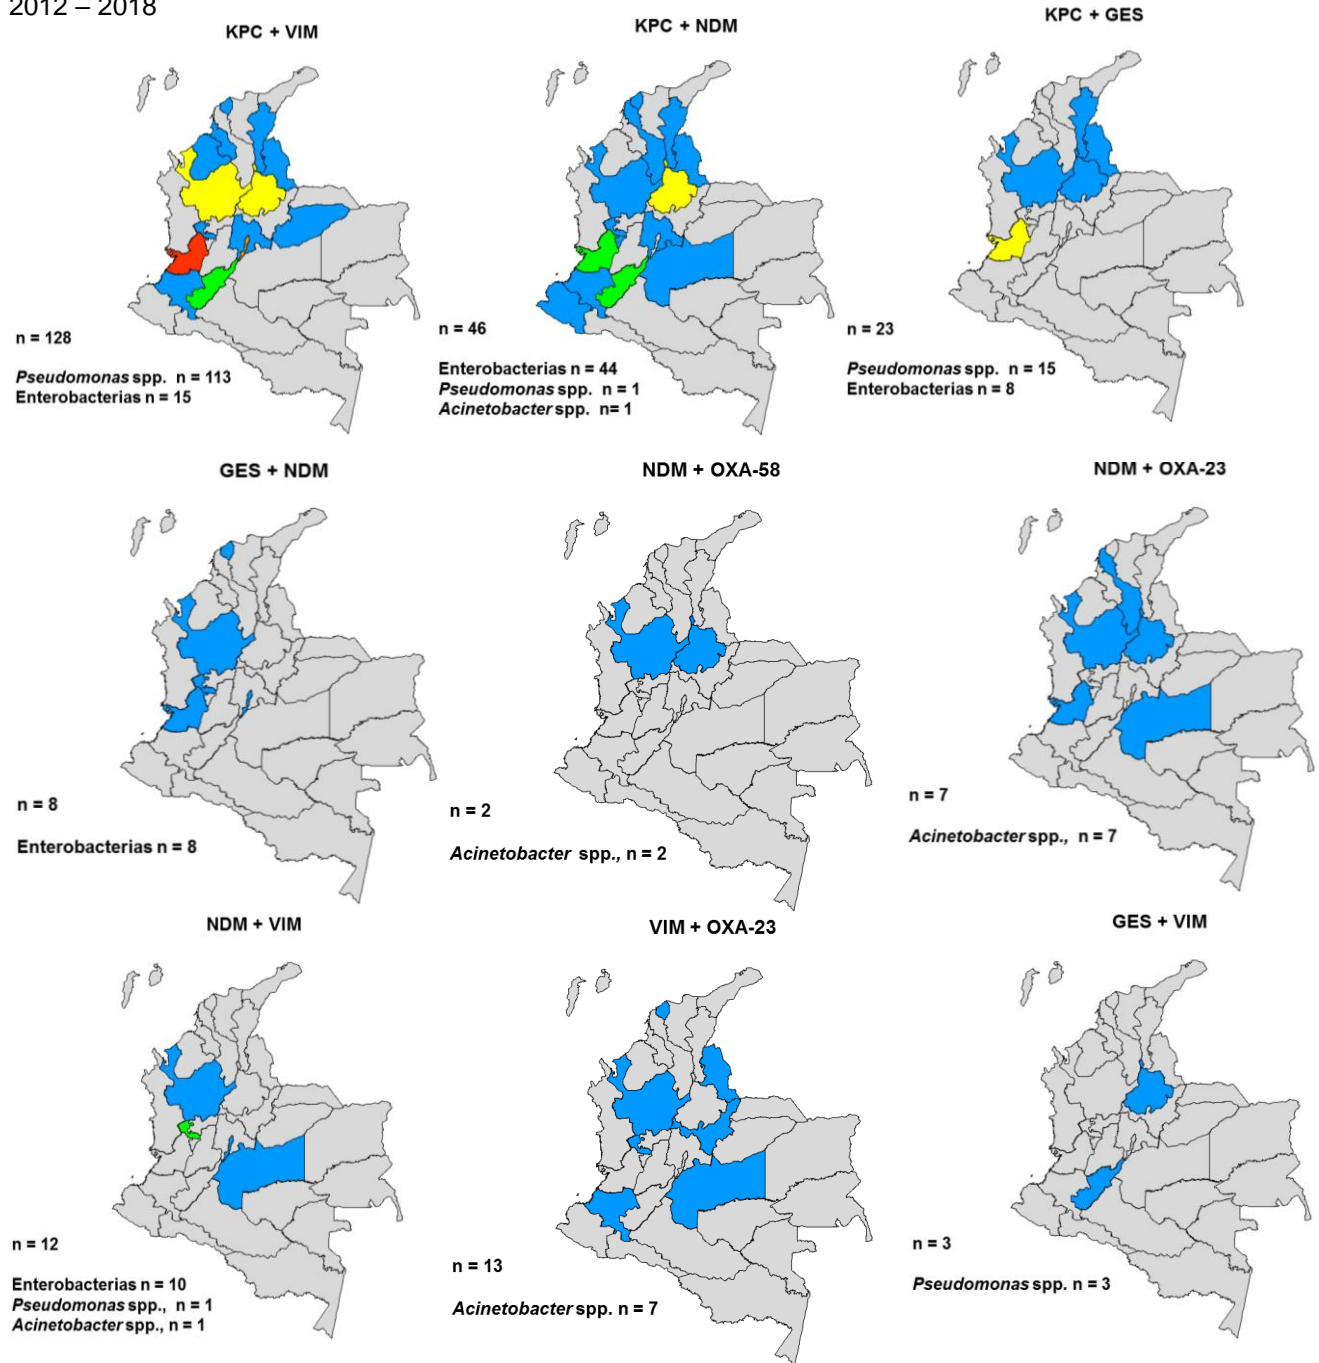 2012 – 2018
KPC + VIM
KPC + NDM
KPC + GES
n = 128
Pseudomonas spp. n = 113
Enterobacterias n = 15
n = 46
Enterobacterias n = 44
Pseudomonas spp. n = 1
Acinetobacter spp. n= 1
n = 23
Pseudomonas spp. n = 15
Enterobacterias n = 8
GES + NDM
NDM + OXA-58
NDM + OXA-23
n = 8
Enterobacterias n = 8
n = 2
Acinetobacter spp., n = 2
n = 7
Acinetobacter spp., n = 7
NDM + VIM
VIM + OXA-23
GES + VIM
n = 12
Enterobacterias n = 10
Pseudomonas spp., n = 1
Acinetobacter spp., n = 1
n = 13
Acinetobacter spp. n = 7
n = 3
Pseudomonas spp. n = 3